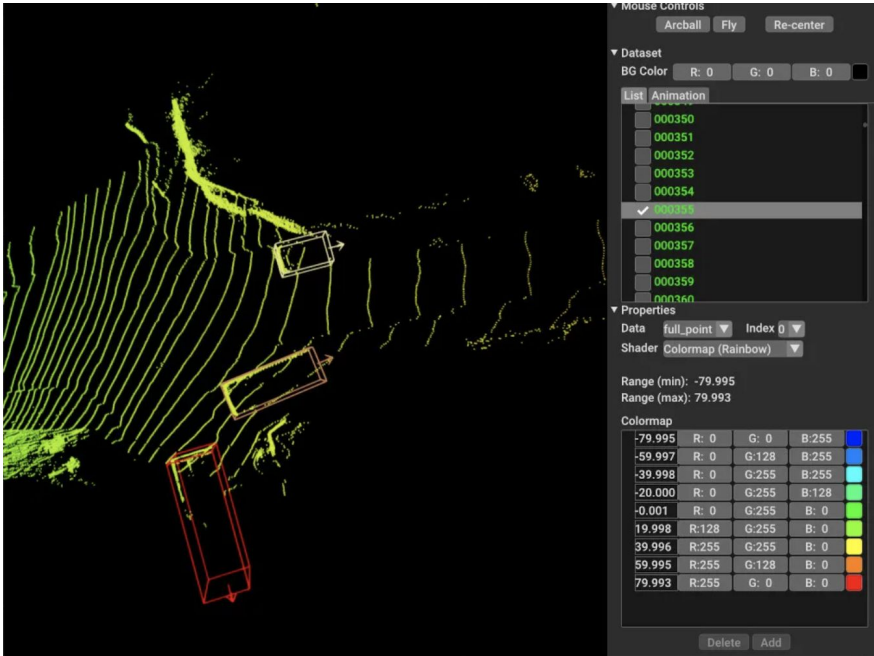 Mouse Controls
Arcball Fly Re-center
Dataset
BG Color R: 0 G: 0 B: 0
List Animation
000350
000351
000352
000353
000354
000355
000356
000357
000358
000359
000360
Properties
Data full_point Index 0
Shader Colormap (Rainbow)
Range (min): -79.995
Range (max): 79.993
Colormap
-79.995 R: 0 G: 0 B:255
-59.997 R: 0 G:128 B:255
-39.998 R: 0 G:255 B:255
-20.000 R: 0 G:255 B:128
-0.001 R: 0 G:255 B: 0
19.998 R:128 G:255 B: 0
39.996 R:255 G:255 B: 0
59.995 R:255 G:128 B: 0
79.993 R:255 G: 0 B: 0
Delete Add